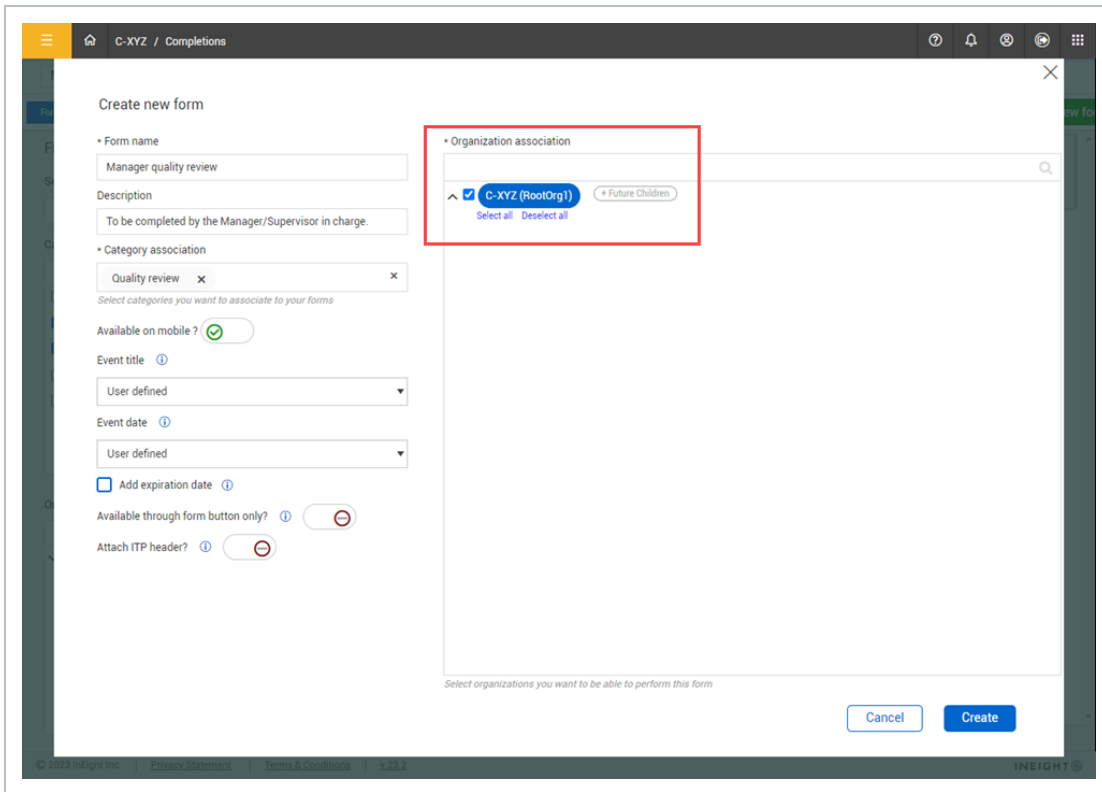 C-XYZ / Completions
Create new form
* Form name
Manager quality review
Description
To be completed by the Manager/Supervisor in charge.
* Category association
Quality review
Select categories you want to associate to your forms
Available on mobile ?
Event title
User defined
Event date
User defined
Add expiration date
Available through form button only?
Attach ITP header?
* Organization association
C-XYZ (RootOrg1)
+ Future Children
Select all Deselect all
Select organizations you want to be able to perform this form
Cancel
Create
© 2023 InEight Inc
Privacy Statement
Terms & Conditions
v 23.2
INEIGHT